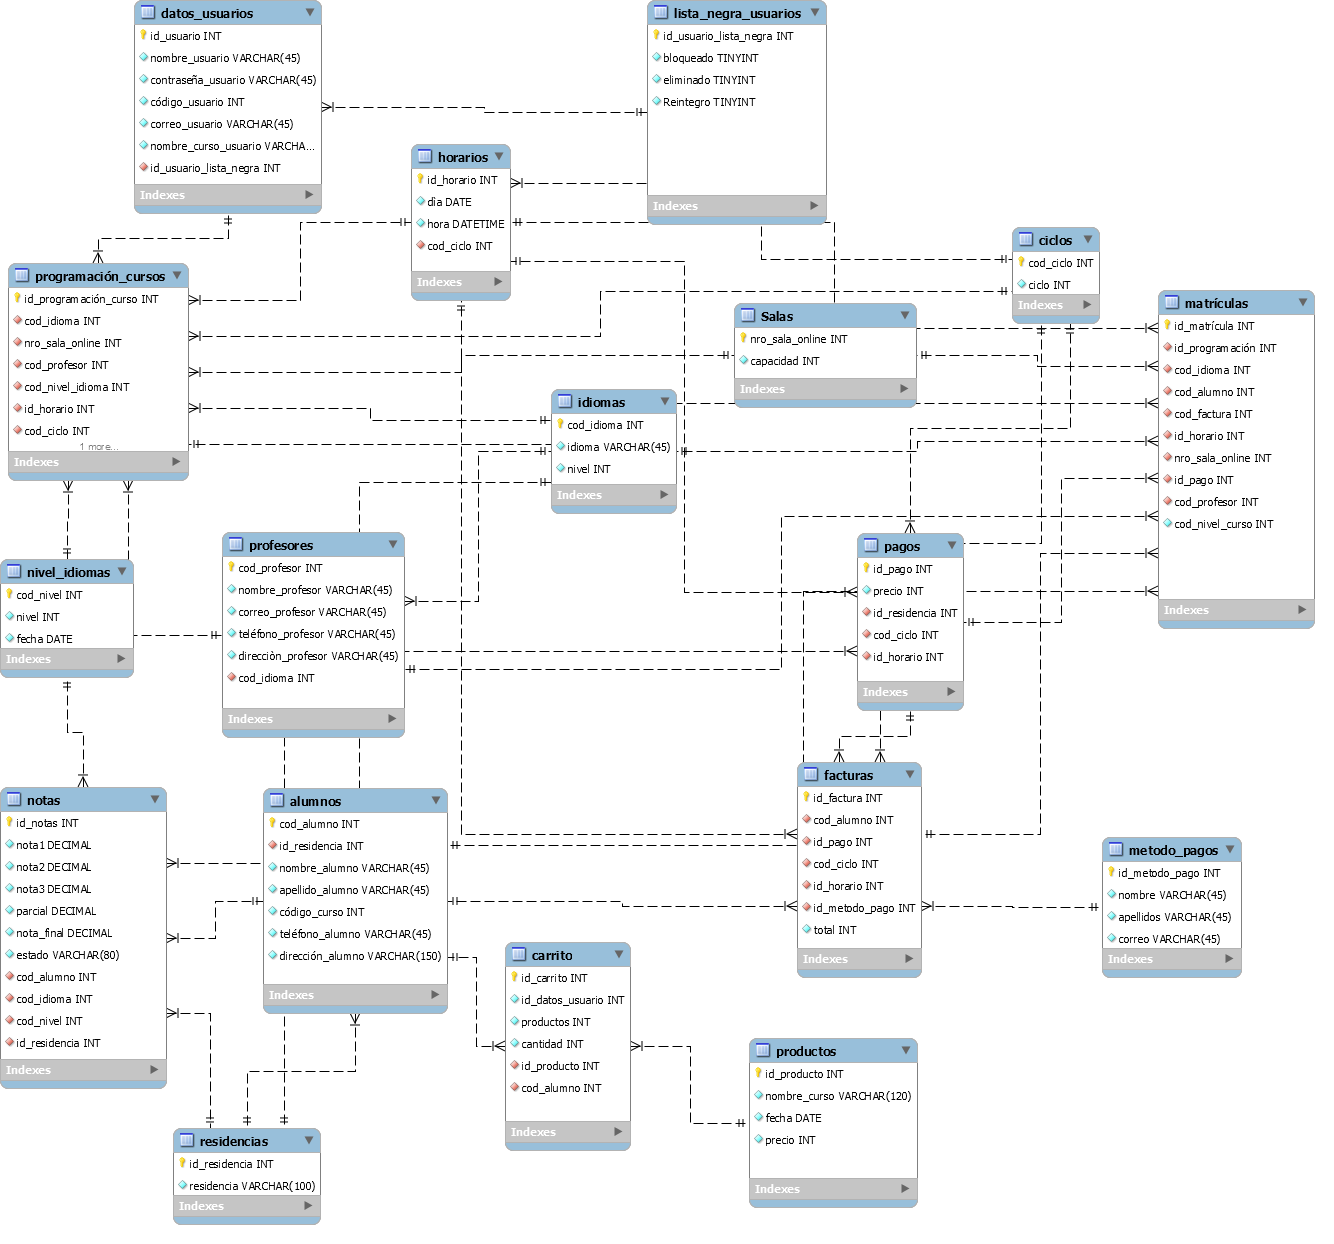 datos_usuarios
id_usuario INT
nombre_usuario VARCHAR(45)
contraseña_usuario VARCHAR(45)
código_usuario INT
correo_usuario VARCHAR(45)
nombre_curso_usuario VARCHA...
id_usuario_lista_negra INT
Indexes
lista_negra_usuarios
id_usuario_lista_negra INT
bloqueado TINYINT
eliminado TINYINT
Reintegro TINYINT
Indexes
horarios
id_horario INT
dìa DATE
hora DATETIME
cod_ciclo INT
Indexes
ciclos
cod_ciclo INT
ciclo INT
Indexes
programación_cursos
id_programación_curso INT
cod_idioma INT
nro_sala_online INT
cod_profesor INT
cod_nivel_idioma INT
id_horario INT
cod_ciclo INT
1 more...
Indexes
Salas
nro_sala_online INT
capacidad INT
Indexes
matrículas
id_matrícula INT
id_programación INT
cod_idioma INT
cod_alumno INT
cod_factura INT
id_horario INT
nro_sala_online INT
id_pago INT
cod_profesor INT
cod_nivel_curso INT
Indexes
idiomas
cod_idioma INT
idioma VARCHAR(45)
nivel INT
Indexes
nivel_idiomas
cod_nivel INT
nivel INT
fecha DATE
Indexes
profesores
cod_profesor INT
nombre_profesor VARCHAR(45)
correo_profesor VARCHAR(45)
teléfono_profesor VARCHAR(45)
direcciòn_profesor VARCHAR(45)
cod_idioma INT
Indexes
pagos
id_pago INT
precio INT
id_residencia INT
cod_ciclo INT
id_horario INT
Indexes
notas
id_notas INT
nota1 DECIMAL
nota2 DECIMAL
nota3 DECIMAL
parcial DECIMAL
nota_final DECIMAL
estado VARCHAR(80)
cod_alumno INT
cod_idioma INT
cod_nivel INT
id_residencia INT
Indexes
alumnos
cod_alumno INT
id_residencia INT
nombre_alumno VARCHAR(45)
apellido_alumno VARCHAR(45)
código_curso INT
teléfono_alumno VARCHAR(45)
dirección_alumno VARCHAR(150)
Indexes
facturas
id_factura INT
cod_alumno INT
id_pago INT
cod_ciclo INT
id_horario INT
id_metodo_pago INT
total INT
Indexes
metodo_pagos
id_metodo_pago INT
nombre VARCHAR(45)
apellidos VARCHAR(45)
correo VARCHAR(45)
Indexes
carrito
id_carrito INT
id_datos_usuario INT
productos INT
cantidad INT
id_producto INT
cod_alumno INT
Indexes
productos
id_producto INT
nombre_curso VARCHAR(120)
fecha DATE
precio INT
Indexes
residencias
id_residencia INT
residencia VARCHAR(100)
Indexes